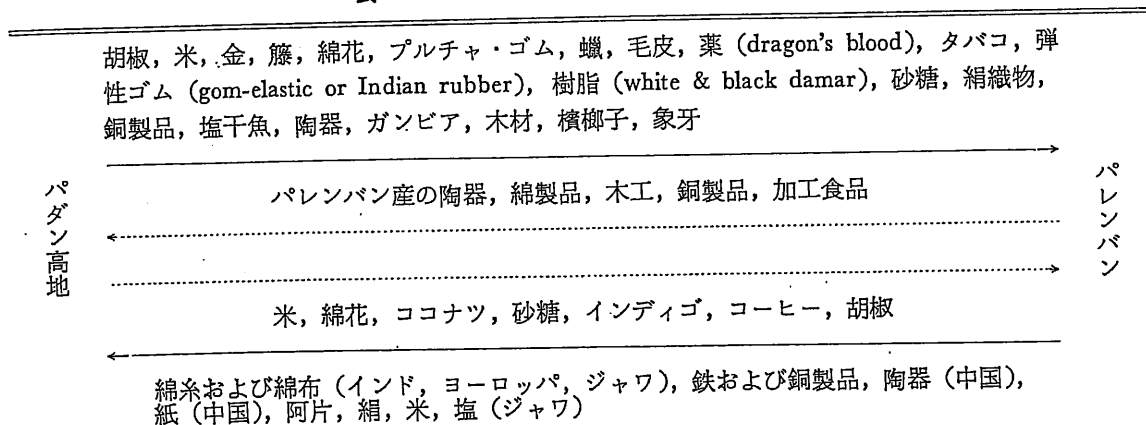 胡椒，米，金，籐，綿花，プルチャ・ゴム，蠟，毛皮，薬 (dragon's blood)，タバコ，弾
性ゴム (gom-elastic or Indian rubber)，樹脂 (white & black damar)，砂糖，絹織物，
銅製品，塩干魚，陶器，ガンビア，木材，檳榔子，象牙
パダン高地
パレンバン産の陶器，綿製品，木工，銅製品，加工食品
パレンバン
米，綿花，ココナツ，砂糖，インディゴ，コーヒー，胡椒
綿糸および綿布（インド，ヨーロッパ，ジャワ），鉄および銅製品，陶器（中国），
紙（中国），阿片，絹，米，塩（ジャワ）